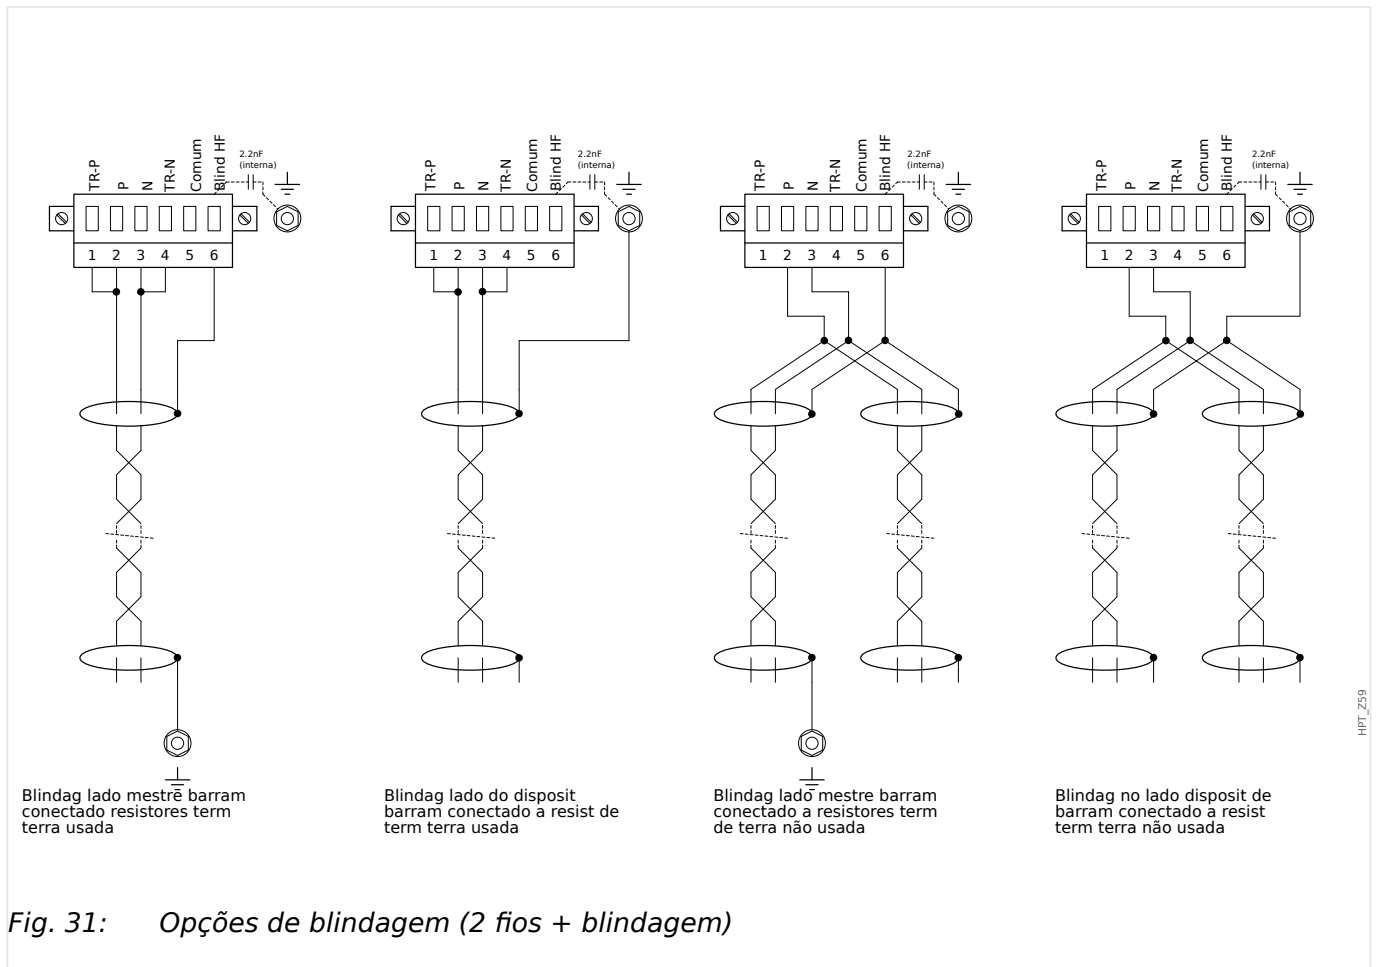 TR-P P N TR-N Comum Blind HF 2.2nF
(interna)
1 2 3 4 5 6
TR-P P N TR-N Comum Blind HF 2.2nF
(interna)
1 2 3 4 5 6
TR-P P N TR-N Comum Blind HF 2.2nF
(interna)
1 2 3 4 5 6
TR-P P N TR-N Comum Blind HF 2.2nF
(interna)
1 2 3 4 5 6
HPT_Z59
Blindag lado mestre barram
conectado resistores term
terra usada
Blindag lado do disposit
barram conectado a resist de
term terra usada
Blindag lado mestre barram
conectado a resistores term
de terra não usada
Blindag no lado disposit de
barram conectado a resist
term terra não usada
Fig. 31: Opções de blindagem (2 fios + blindagem)